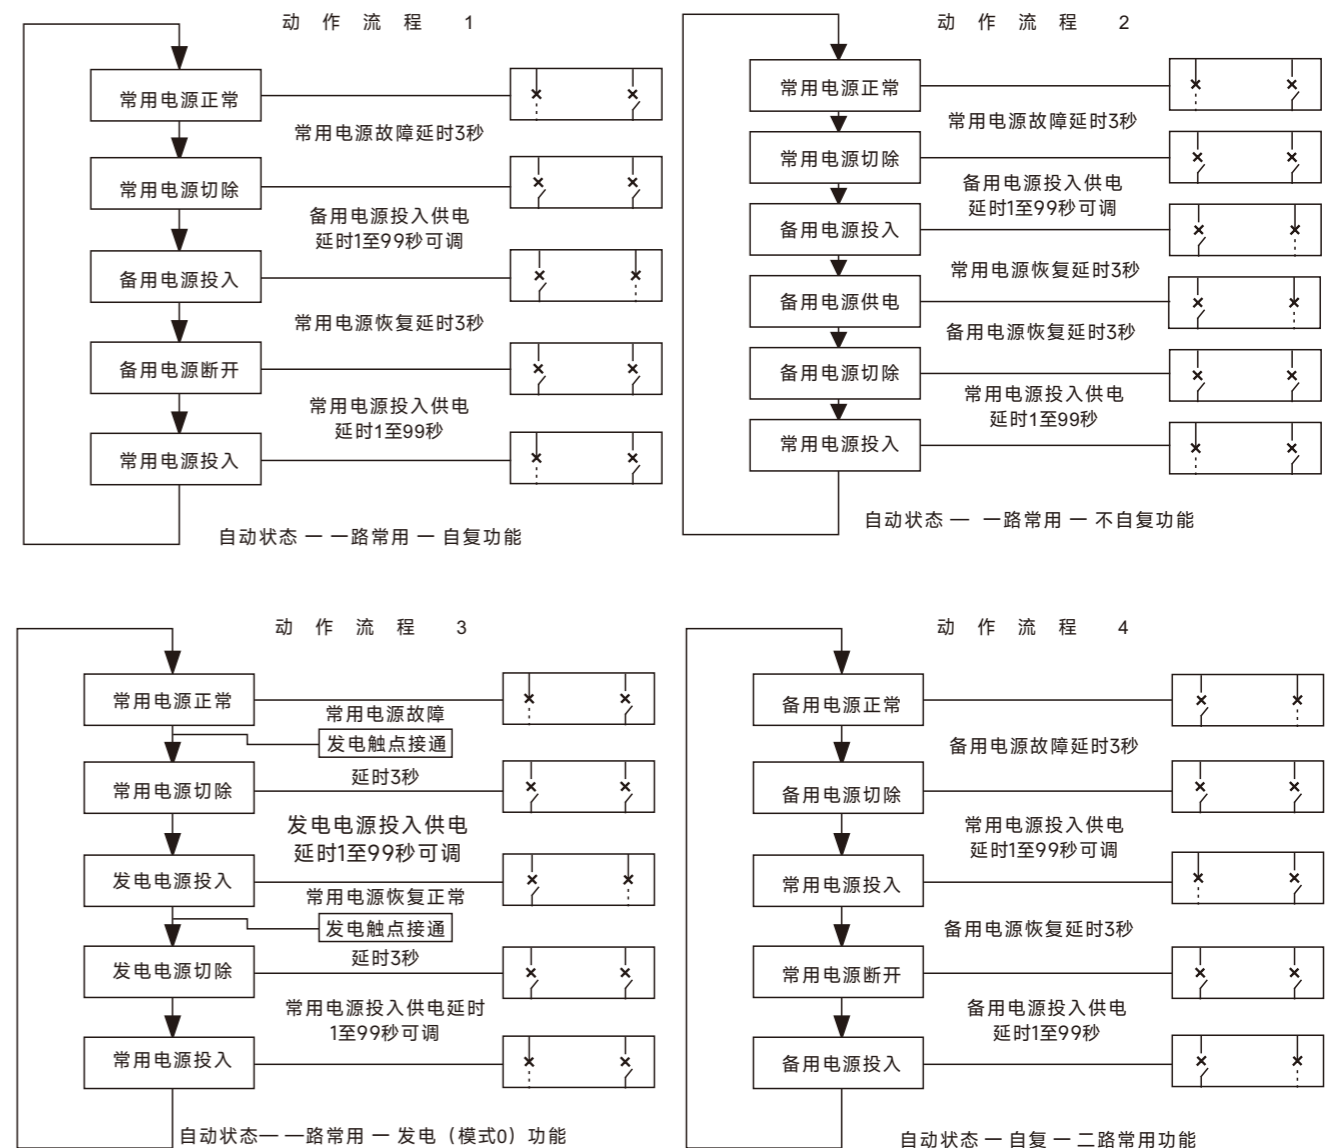 动作流程 1
常用电源正常
常用电源故障延时3秒
常用电源切除
备用电源投入供电
延时1至99秒可调
备用电源投入
常用电源恢复延时3秒
备用电源断开
常用电源投入供电
延时1至99秒
常用电源投入
自动状态 一 一路常用 一 自复功能
动作流程 2
常用电源正常
常用电源故障延时3秒
常用电源切除
备用电源投入供电
延时1至99秒可调
备用电源投入
常用电源恢复延时3秒
备用电源供电
备用电源恢复延时3秒
备用电源切除
常用电源投入供电
延时1至99秒
常用电源投入
自动状态 一 一路常用 一 不自复功能
动作流程 3
常用电源正常
常用电源故障
发电触点接通
延时3秒
常用电源切除
发电电源投入供电
延时1至99秒可调
发电电源投入
常用电源恢复正常
发电触点接通
延时3秒
发电电源切除
常用电源投入供电延时
1至99秒可调
常用电源投入
自动状态一 一路常用 一 发电（模式0）功能
动作流程 4
备用电源正常
备用电源故障延时3秒
备用电源切除
常用电源投入供电
延时1至99秒可调
常用电源投入
备用电源恢复延时3秒
常用电源断开
备用电源投入供电
延时1至99秒
备用电源投入
自动状态 一 自复 一 二路常用功能